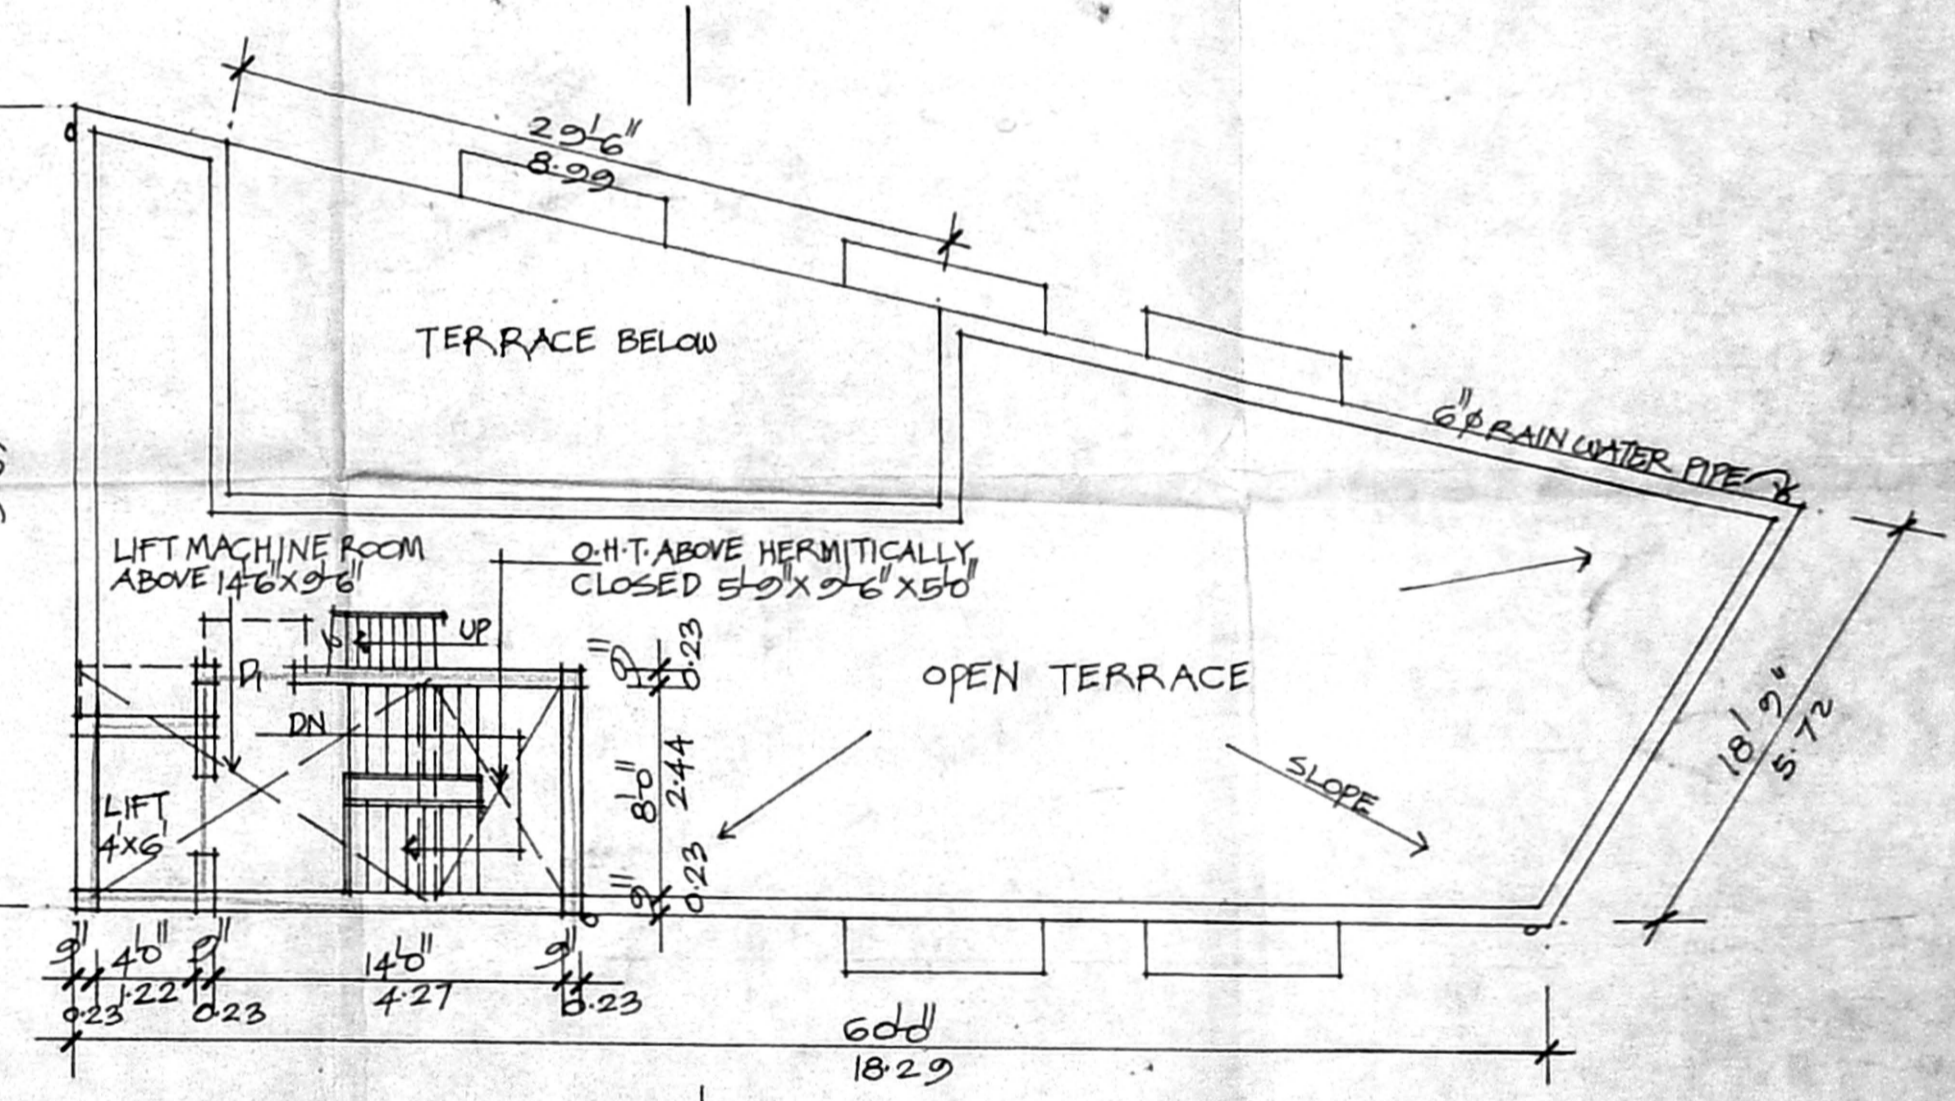 29'-6"
8.99
TERRACE BELOW
6"φ RAIN WATER PIPE
LIFT MACHINE ROOM
ABOVE 14'-6"X9'-6"
O.H.T. ABOVE HERMITICALLY
CLOSED 5'-9"X9'-6"X5'-0"
UP
D1
DN
LIFT
4'X6'
9"
0.23
8'-0"
2.44
9"
0.23
OPEN TERRACE
SLOPE
18'9"
5.72
9"
4'-0"
9"
14'-0"
9"
0.23
1.22
0.23
4.27
0.23
60'-0"
18.29